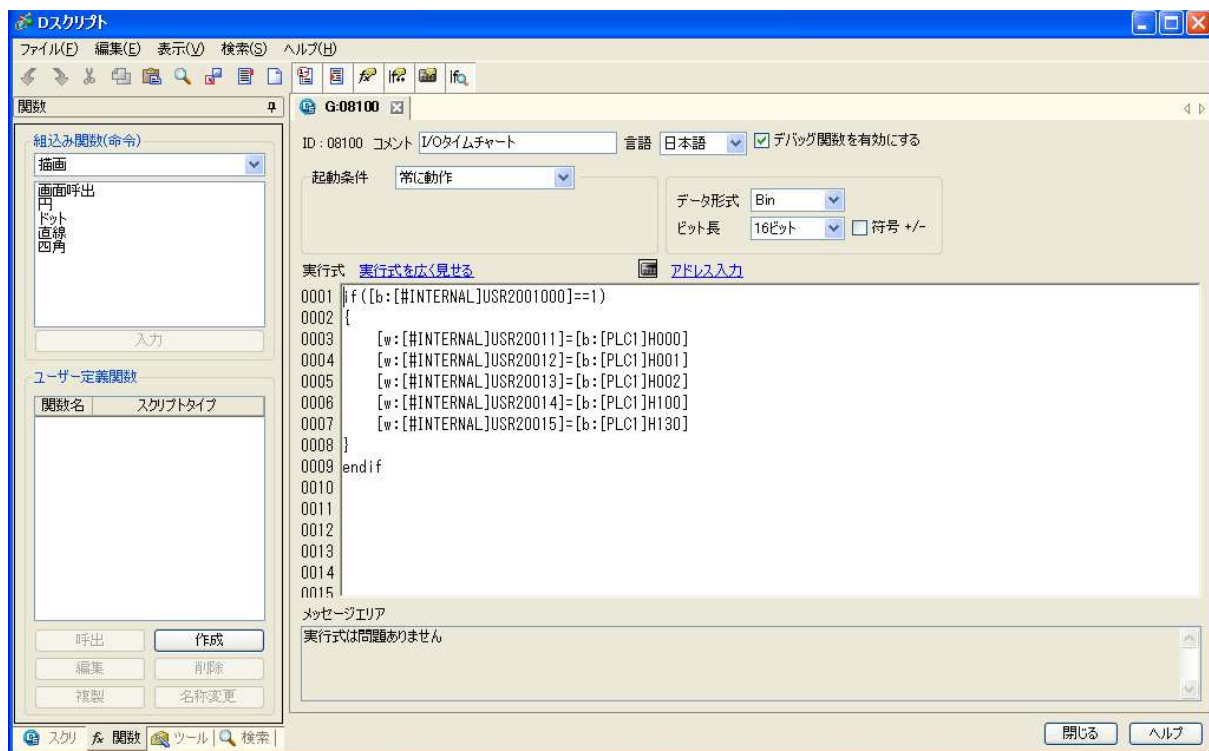 Dスクリプト
ファイル(F) 編集(E) 表示(V) 検索(S) ヘルプ(H)
関数
組込み関数(命令)
描画
画面呼出
円
ドット
直線
四角
入力
ユーザー定義関数
関数名 スクリプトタイプ
呼出 作成
編集 削除
複製 名称変更
スクリ fx 関数 ツール 検索
G:08100
ID : 08100 コメント I/Oタイムチャート 言語 日本語 デバッグ関数を有効にする
起動条件 常に動作
データ形式 Bin
ビット長 16ビット 符号 +/-
実行式 実行式を広く見せる アドレス入力
0001 if([b:[#INTERNAL]USR2001000]==1)
0002 {
0003 [w:[#INTERNAL]USR20011]=[b:[PLC1]H000]
0004 [w:[#INTERNAL]USR20012]=[b:[PLC1]H001]
0005 [w:[#INTERNAL]USR20013]=[b:[PLC1]H002]
0006 [w:[#INTERNAL]USR20014]=[b:[PLC1]H100]
0007 [w:[#INTERNAL]USR20015]=[b:[PLC1]H130]
0008 }
0009 endif
0010
0011
0012
0013
0014
0015
メッセージエリア
実行式は問題ありません
閉じる ヘルプ